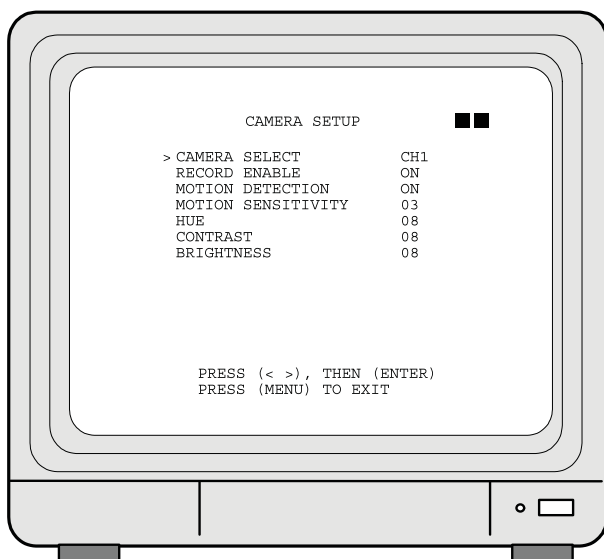 CAMERA SETUP
> CAMERA SELECT CH1
RECORD ENABLE ON
MOTION DETECTION ON
MOTION SENSITIVITY 03
HUE 08
CONTRAST 08
BRIGHTNESS 08
PRESS (< >), THEN (ENTER)
PRESS (MENU) TO EXIT